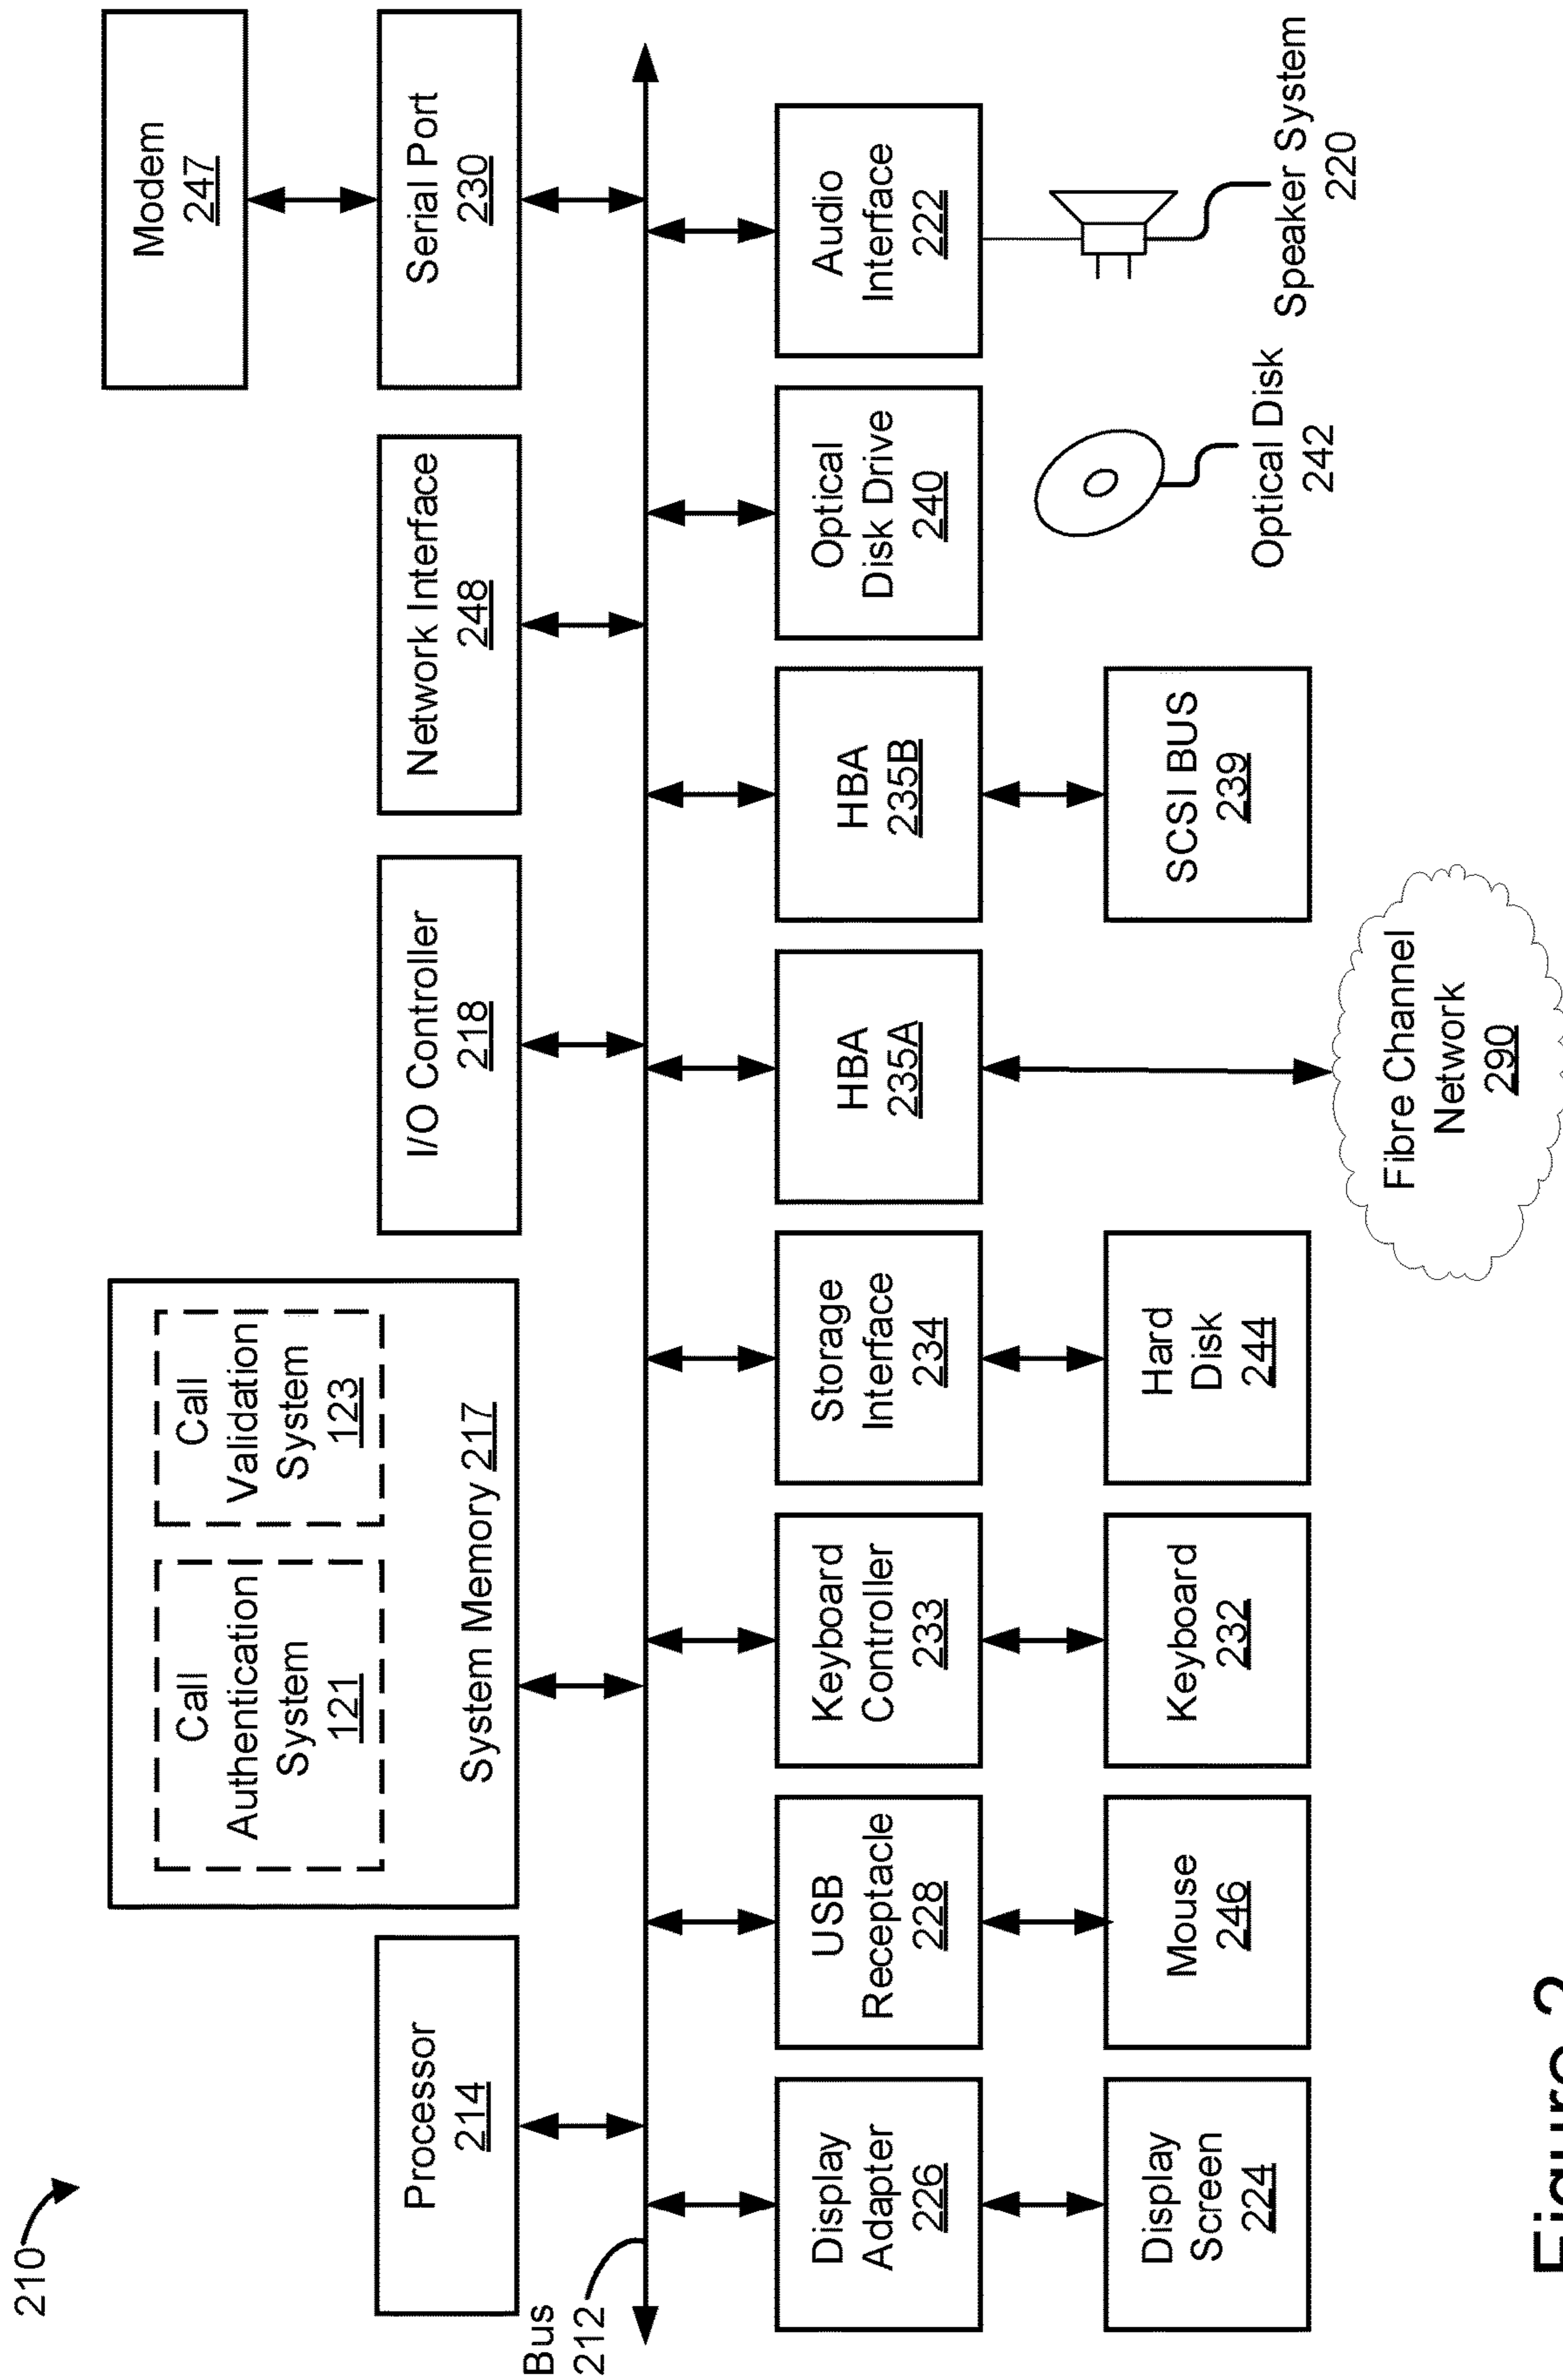 210
Processor
214
Call
Authentication
System
121
Call
Validation
System
123
System Memory 217
I/O Controller
218
Network Interface
248
Modem
247
Serial Port
230
Bus
212
Display
Adapter
226
USB
Receptacle
228
Keyboard
Controller
233
Storage
Interface
234
HBA
235A
HBA
235B
Optical
Disk Drive
240
Audio
Interface
222
Display
Screen
224
Mouse
246
Keyboard
232
Hard
Disk
244
Fibre Channel
Network
290
SCSI BUS
239
Optical Disk
242
Speaker System
220
Figure 2